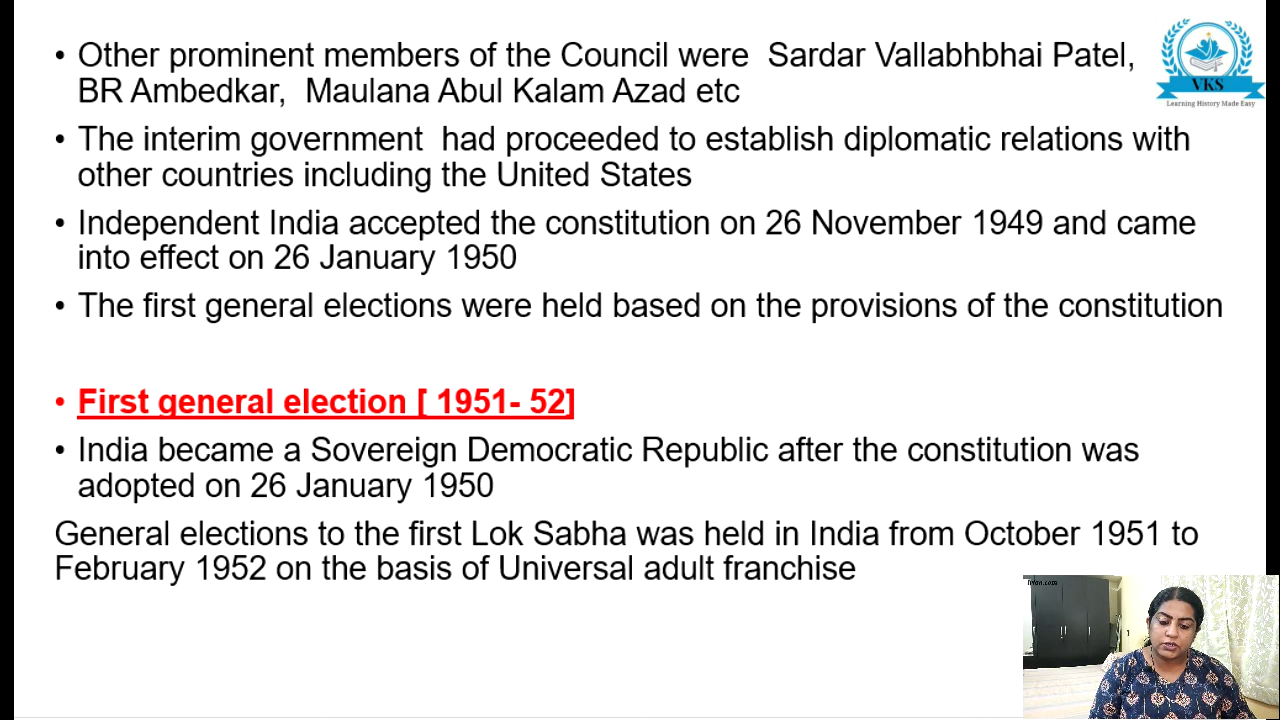 • Other prominent members of the Council were  Sardar Vallabhbhai Patel,
BR Ambedkar,  Maulana Abul Kalam Azad etc
VKS
Learning History Made Easy
• The interim government  had proceeded to establish diplomatic relations with
other countries including the United States
• Independent India accepted the constitution on 26 November 1949 and came
into effect on 26 January 1950
• The first general elections were held based on the provisions of the constitution
• First general election [ 1951- 52]
• India became a Sovereign Democratic Republic after the constitution was
adopted on 26 January 1950
General elections to the first Lok Sabha was held in India from October 1951 to
February 1952 on the basis of Universal adult franchise